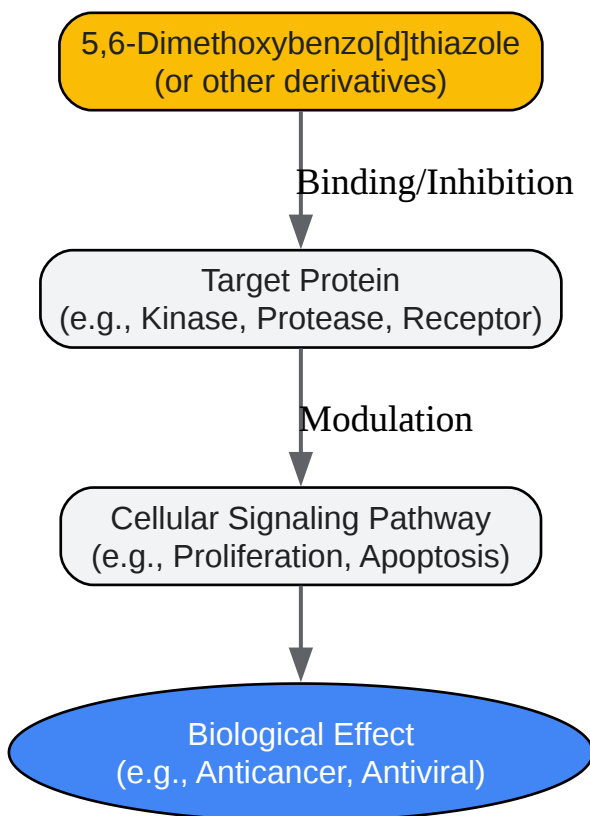 5,6-Dimethoxybenzo[d]thiazole
(or other derivatives)
Binding/Inhibition
Target Protein
(e.g., Kinase, Protease, Receptor)
Modulation
Cellular Signaling Pathway
(e.g., Proliferation, Apoptosis)
Biological Effect
(e.g., Anticancer, Antiviral)